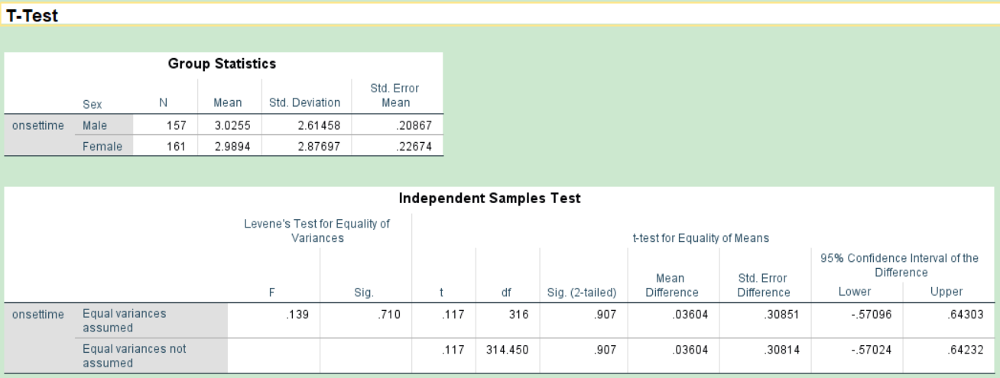 T-Test
Group Statistics
Sex N Mean Std. Deviation Std. Error Mean
onsettime Male 157 3.0255 2.61458 .20867
Female 161 2.9894 2.87697 .22674
Independent Samples Test
Levene's Test for Equality of Variances t-test for Equality of Means
F Sig. t df Sig. (2-tailed) Mean Difference Std. Error Difference 95% Confidence Interval of the Difference
Lower Upper
onsettime Equal variances assumed .139 .710 .117 316 .907 .03604 .30851 -.57096 .64303
Equal variances not assumed .117 314.450 .907 .03604 .30814 -.57024 .64232